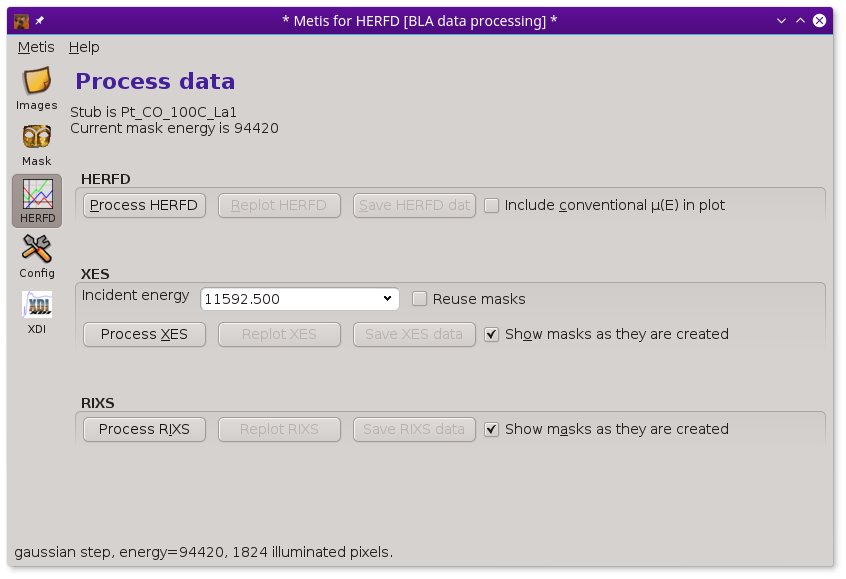 * Metis for HERFD [BLA data processing] *
Metis Help
Process data
Images
Stub is Pt_CO_100C_La1
Current mask energy is 94420
Mask
HERFD
HERFD
Process HERFD Replot HERFD Save HERFD dat Include conventional μ(E) in plot
Config
XES
Incident energy 11592.500 Reuse masks
XDI
XDI
Process XES Replot XES Save XES data Show masks as they are created
RIXS
Process RIXS Replot RIXS Save RIXS data Show masks as they are created
gaussian step, energy=94420, 1824 illuminated pixels.